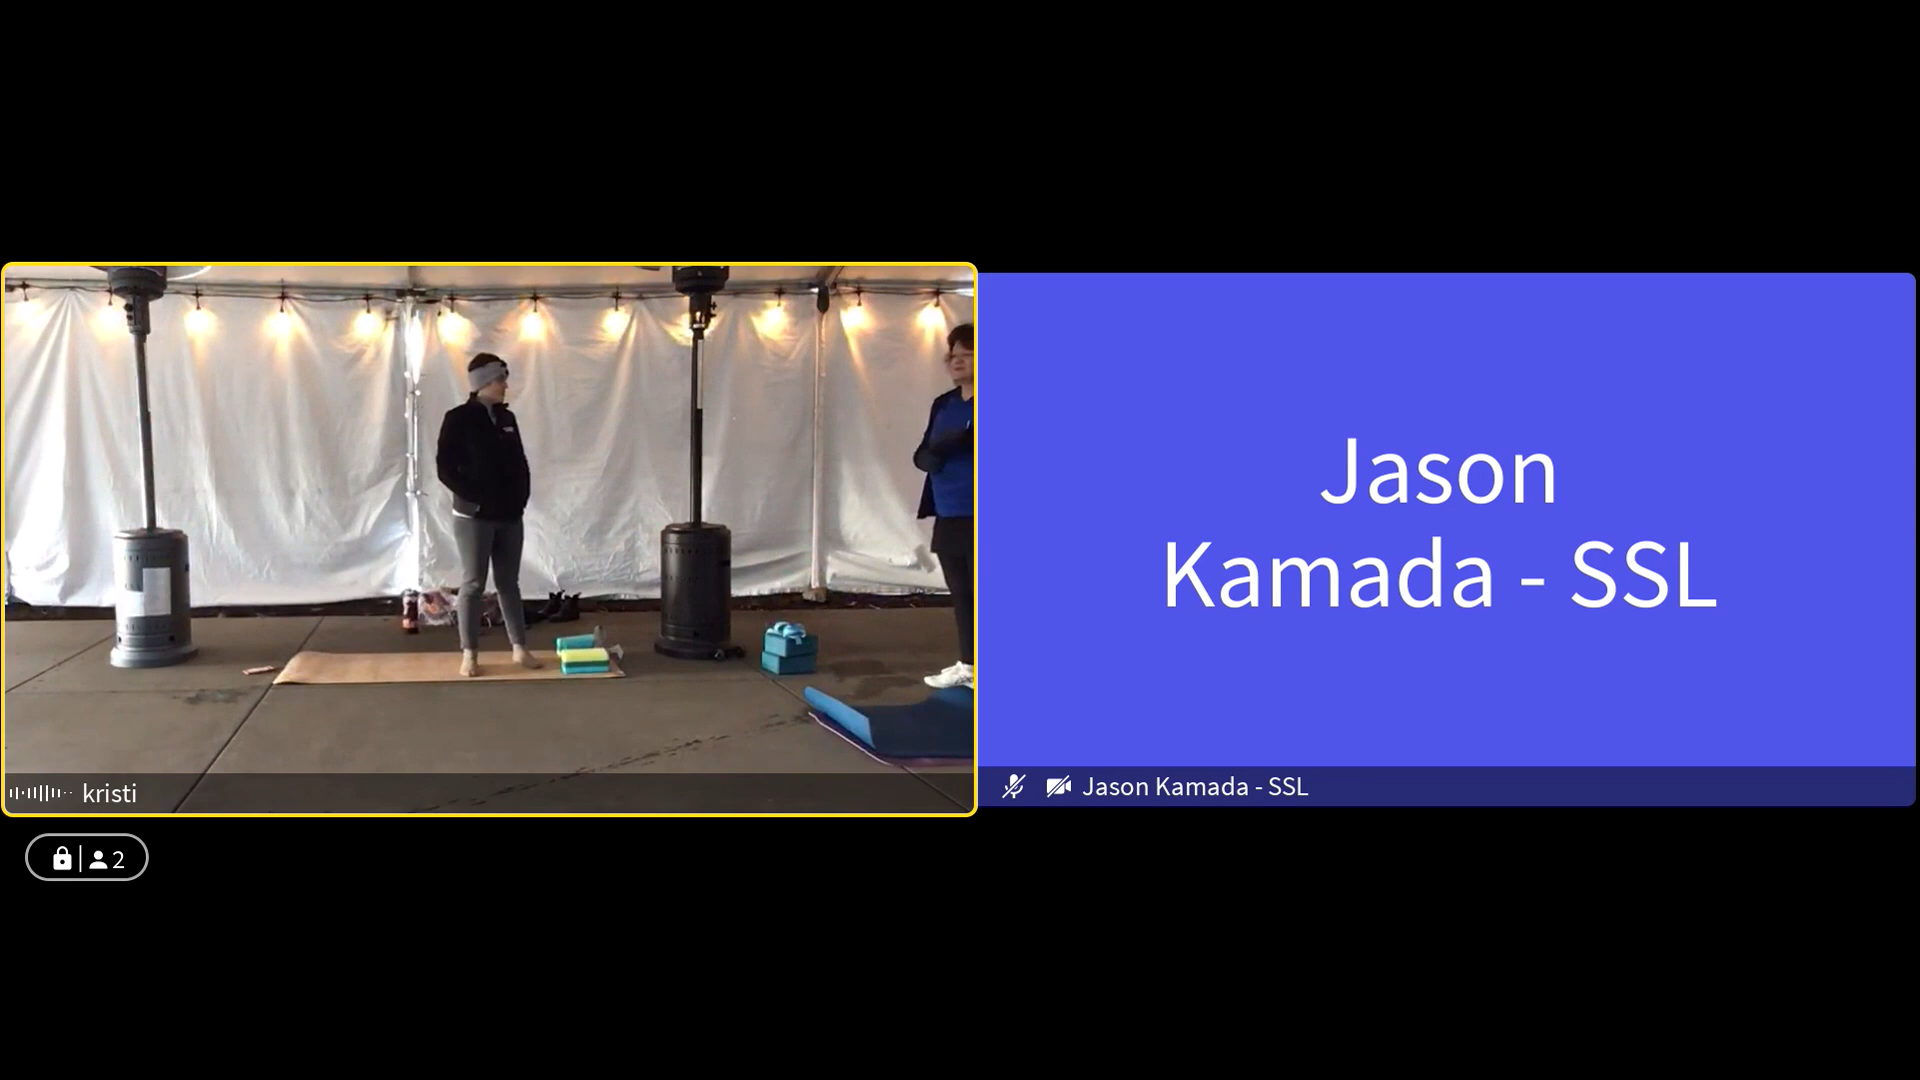 Jason
Kamada - SSL
kristi
Jason Kamada - SSL
2